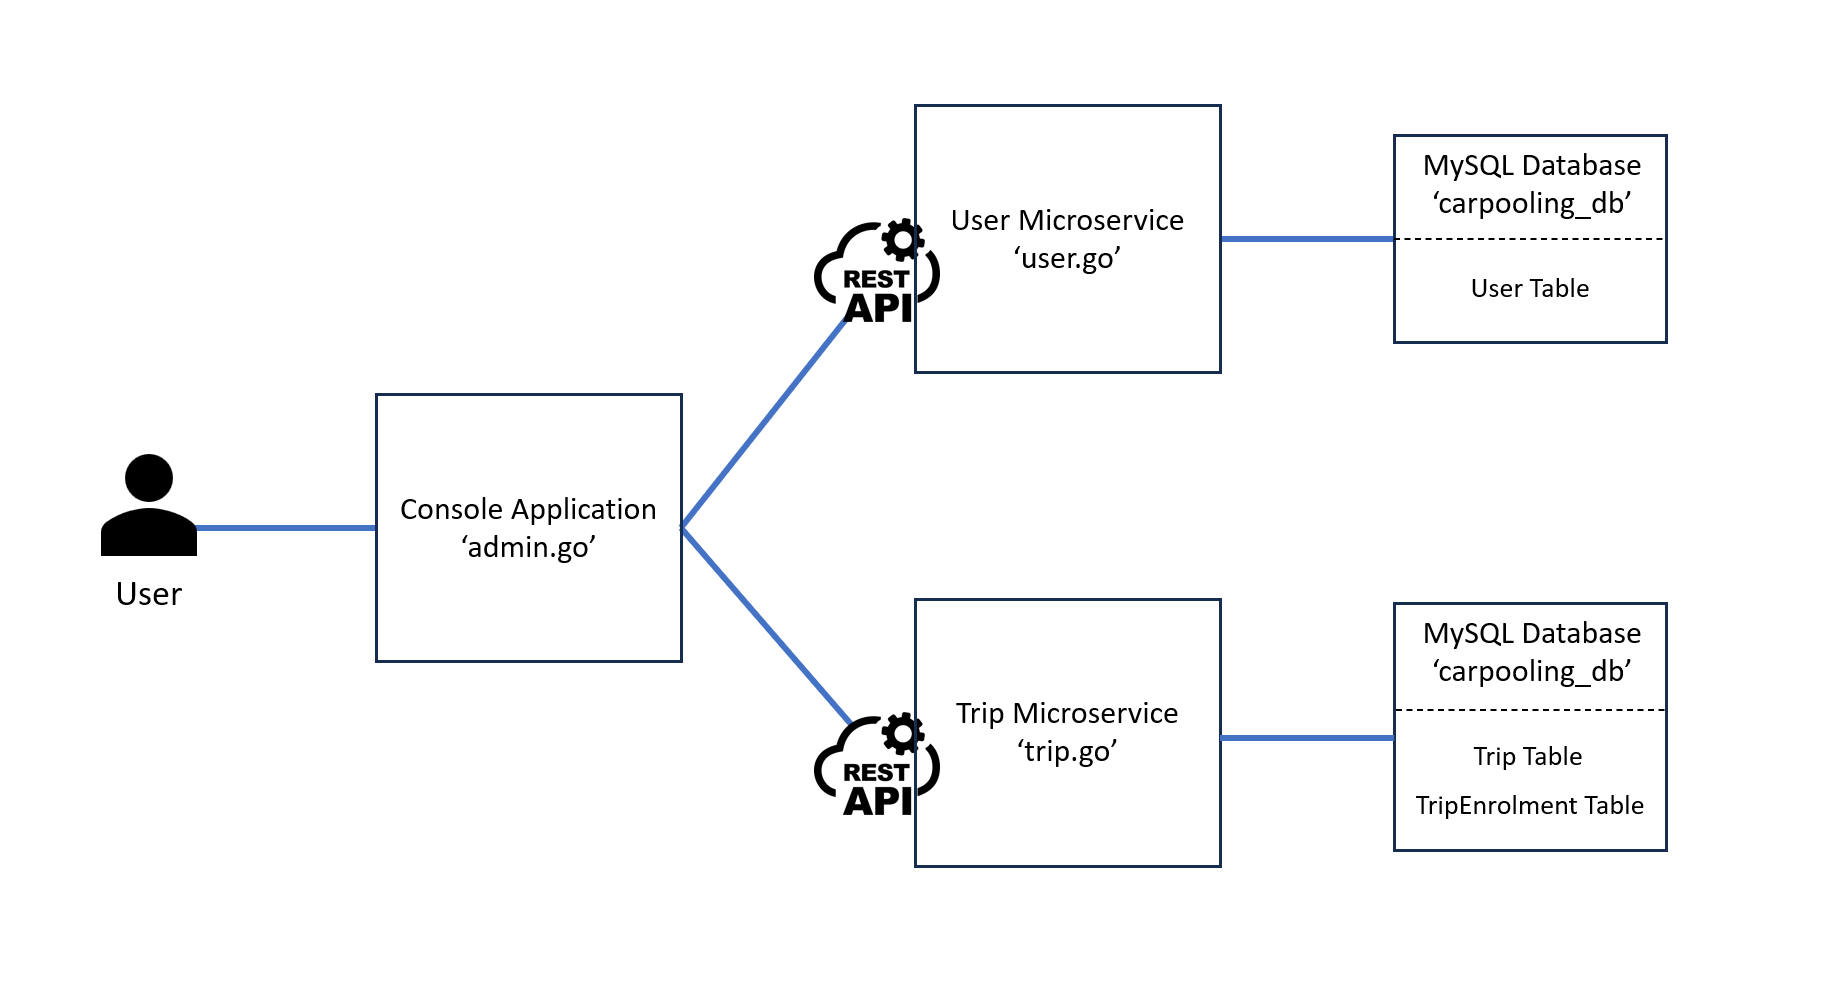 User
Console Application
‘admin.go’
REST
API
User Microservice
‘user.go’
MySQL Database
‘carpooling_db’
User Table
REST
API
Trip Microservice
‘trip.go’
MySQL Database
‘carpooling_db’
Trip Table
TripEnrolment Table